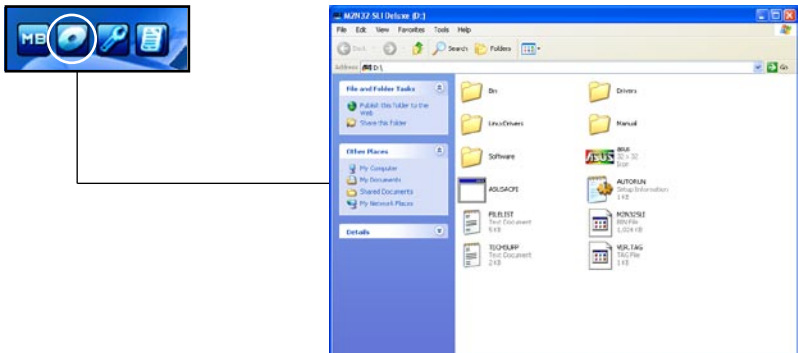 MB
M2N32-SLI Deluxe (D:)
File Edit View Favorites Tools Help
Back Search Folders
Address D:\ Go
File and Folder Tasks
Publish this folder to the
Web
Share this folder
Other Places
My Computer
My Documents
Shared Documents
My Network Places
Details
Bin
Drivers
LinuxDrivers
Manual
Software
ASUS
32 x 32
Icon
ASUSACPI
AUTORUN
Setup Information
1 KB
FILELIST
Text Document
5 KB
M2N32SLI
BIN File
1,024 KB
TECHSUPP
Text Document
2 KB
VER.TAG
TAG File
1 KB